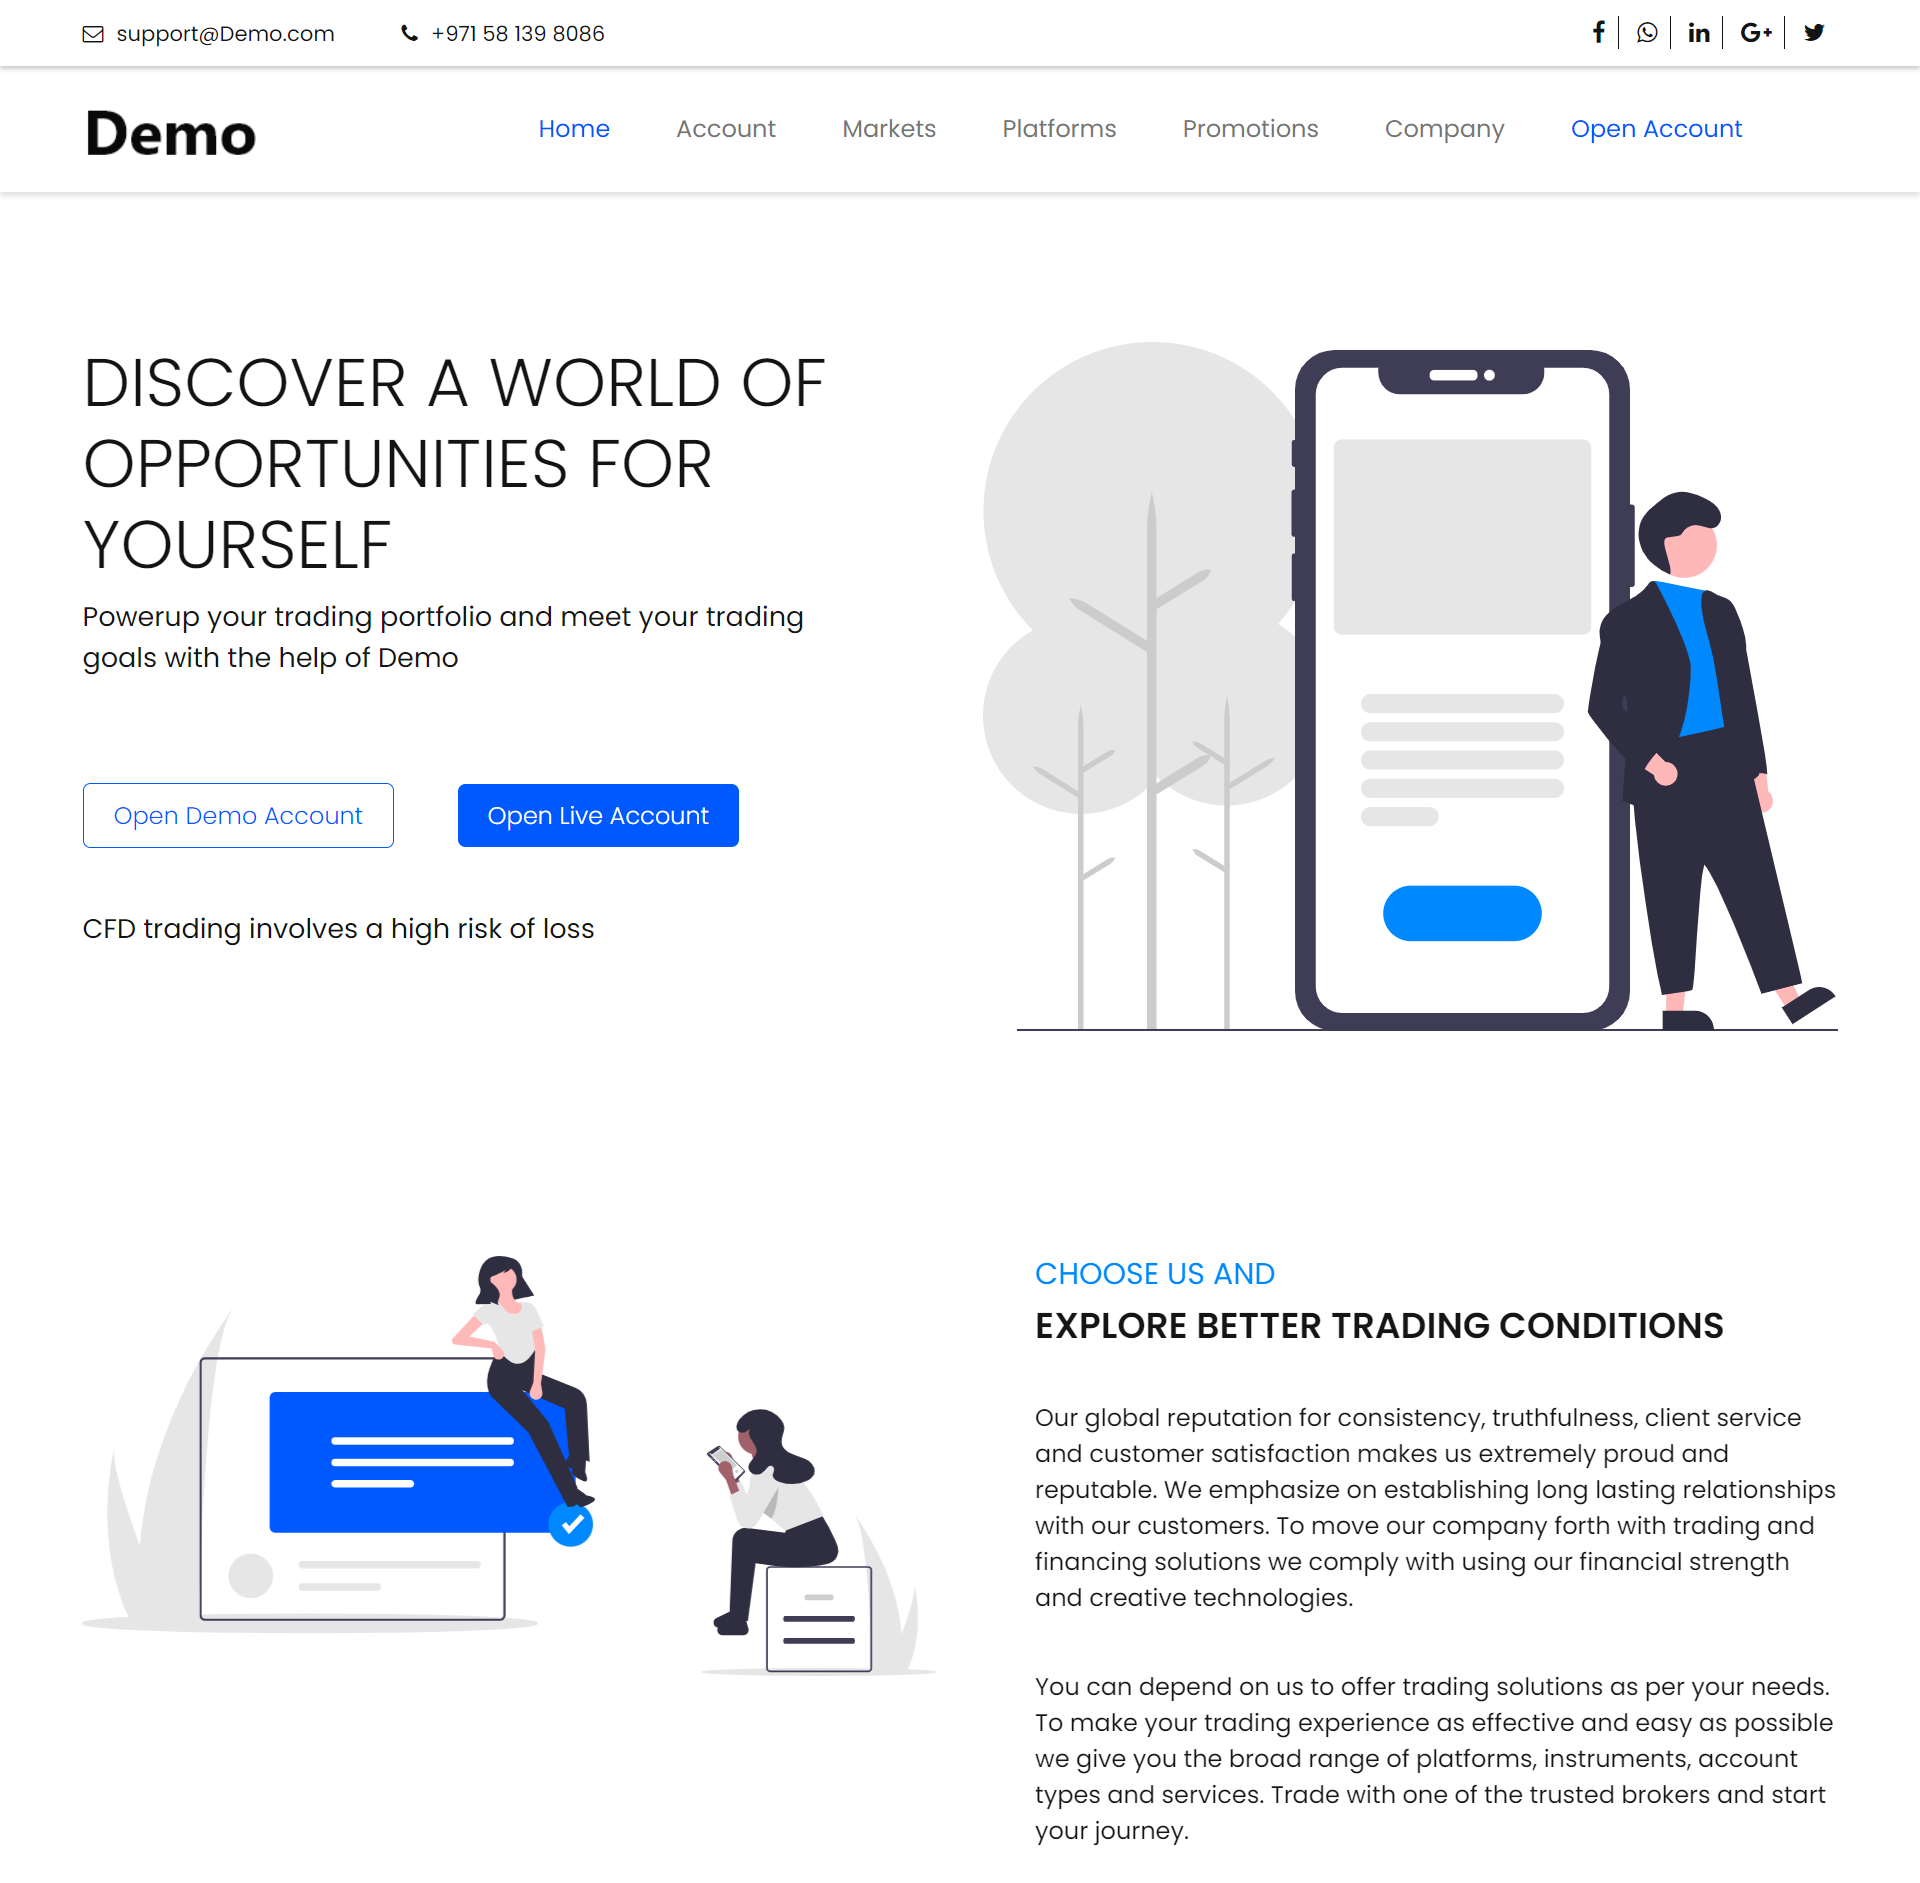 support@Demo.com
+971 58 139 8086
Demo
Home
Account
Markets
Platforms
Promotions
Company
Open Account
DISCOVER A WORLD OF
OPPORTUNITIES FOR
YOURSELF
Powerup your trading portfolio and meet your trading
goals with the help of Demo
Open Demo Account
Open Live Account
CFD trading involves a high risk of loss
CHOOSE US AND
EXPLORE BETTER TRADING CONDITIONS
Our global reputation for consistency, truthfulness, client service
and customer satisfaction makes us extremely proud and
reputable. We emphasize on establishing long lasting relationships
with our customers. To move our company forth with trading and
financing solutions we comply with using our financial strength
and creative technologies.
You can depend on us to offer trading solutions as per your needs.
To make your trading experience as effective and easy as possible
we give you the broad range of platforms, instruments, account
types and services. Trade with one of the trusted brokers and start
your journey.